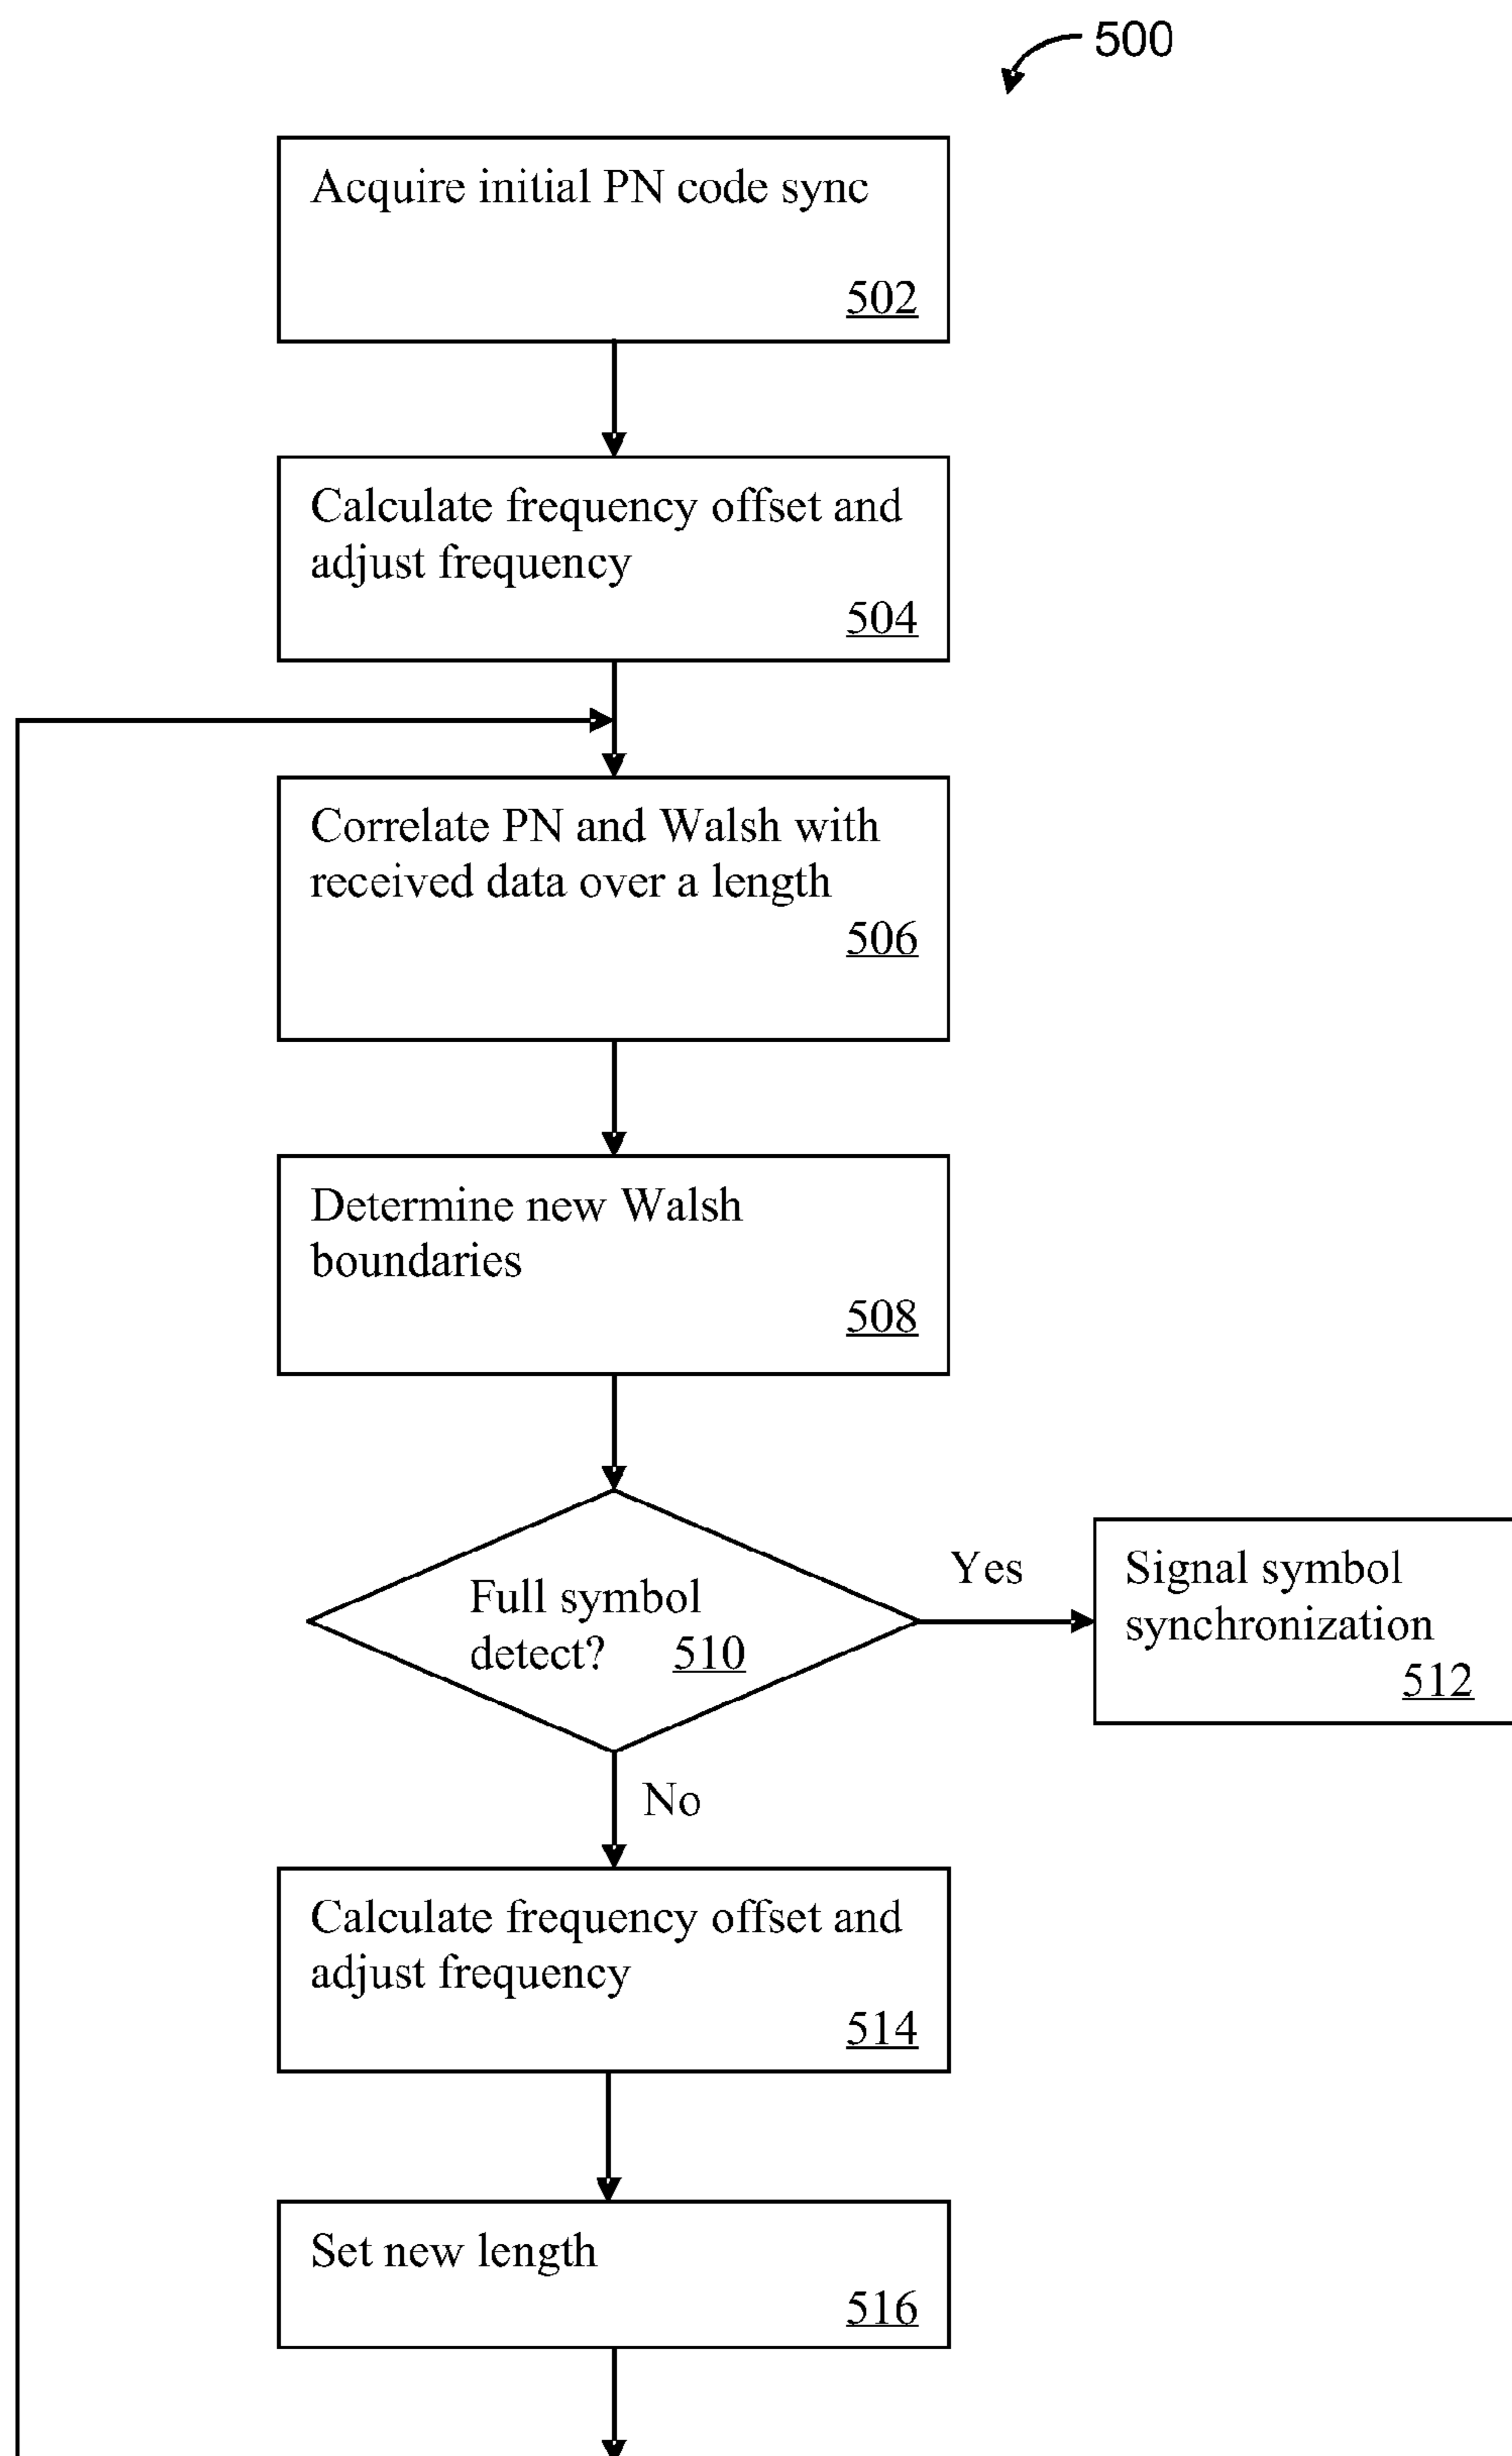 500
Acquire initial PN code sync
502
Calculate frequency offset and
adjust frequency
504
Correlate PN and Walsh with
received data over a length
506
Determine new Walsh
boundaries
508
Full symbol
detect? 510
Yes
Signal symbol
synchronization
512
No
Calculate frequency offset and
adjust frequency
514
Set new length
516